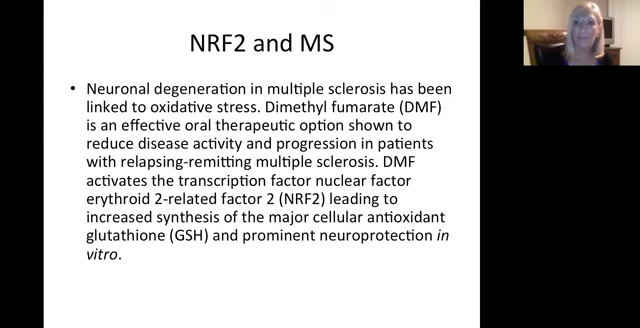 NRF2 and MS
• Neuronal degeneration in multiple sclerosis has been
linked to oxidative stress. Dimethyl fumarate (DMF)
is an effective oral therapeutic option shown to
reduce disease activity and progression in patients
with relapsing-remitting multiple sclerosis. DMF
activates the transcription factor nuclear factor
erythroid 2-related factor 2 (NRF2) leading to
increased synthesis of the major cellular antioxidant
glutathione (GSH) and prominent neuroprotection in
vitro.